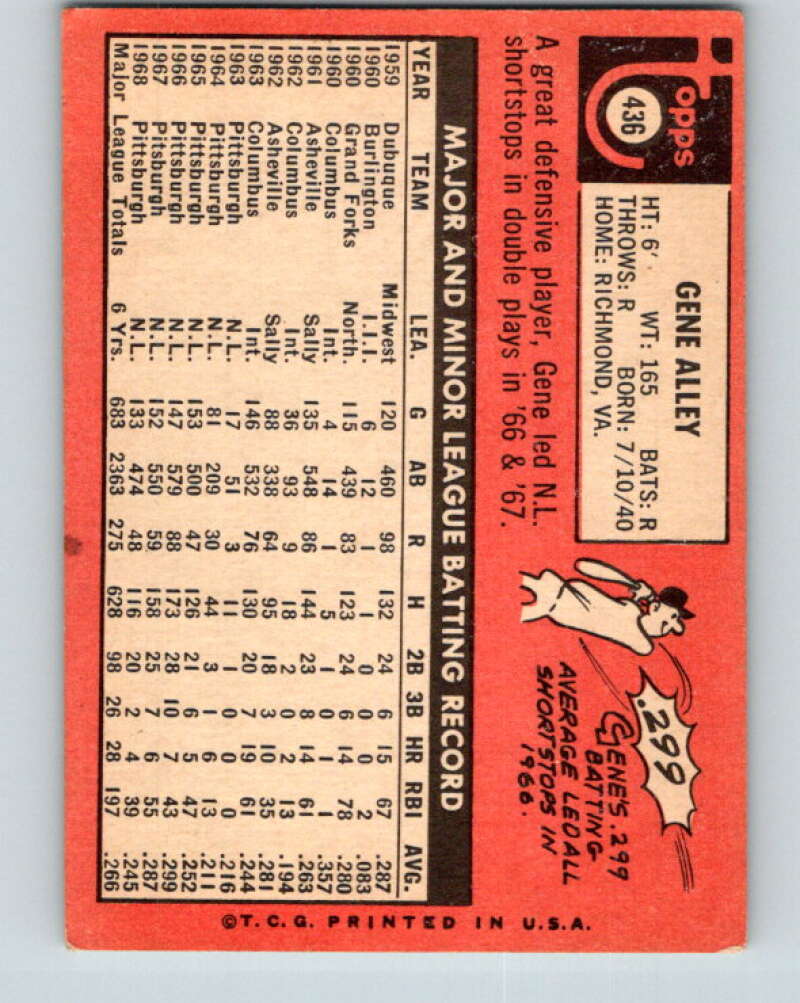 Topps
436
GENE ALLEY
HT: 6' WT: 165 BATS: R
THROWS: R BORN: 7/10/40
HOME: RICHMOND, VA.
A great defensive player, Gene led N.L.
shortstops in double plays in '66 & '67.
.299
GENE'S .299
BATTING
AVERAGE LED ALL
SHORTSTOPS IN
1966.
MAJOR AND MINOR LEAGUE BATTING RECORD
YEAR TEAM LEA. G AB R H 2B 3B HR RBI AVG.
1959 Dubuque Midwest 120 460 98 132 24 6 15 67 .287
1960 Burlington I.I.I. 6 12 1 1 0 0 0 2 .083
1960 Grand Forks North. 115 439 83 123 24 6 14 78 .280
1960 Columbus Int. 4 14 1 5 1 0 1 1 .357
1961 Asheville Sally 135 548 86 144 23 8 14 61 .263
1962 Columbus Int. 36 93 9 18 2 0 2 13 .194
1962 Asheville Sally 88 338 64 95 18 3 10 35 .281
1963 Columbus Int. 146 532 76 130 20 7 19 61 .244
1963 Pittsburgh N.L. 17 51 3 11 1 0 0 0 .216
1964 Pittsburgh N.L. 81 209 30 44 3 1 6 13 .211
1965 Pittsburgh N.L. 153 500 47 126 21 6 5 47 .252
1966 Pittsburgh N.L. 147 579 88 173 28 10 7 43 .299
1967 Pittsburgh N.L. 152 550 59 158 25 7 6 55 .287
1968 Pittsburgh N.L. 133 474 48 116 20 2 4 39 .245
Major League Totals 6 Yrs. 683 2363 275 628 98 26 28 197 .266
©T.C.G. PRINTED IN U.S.A.